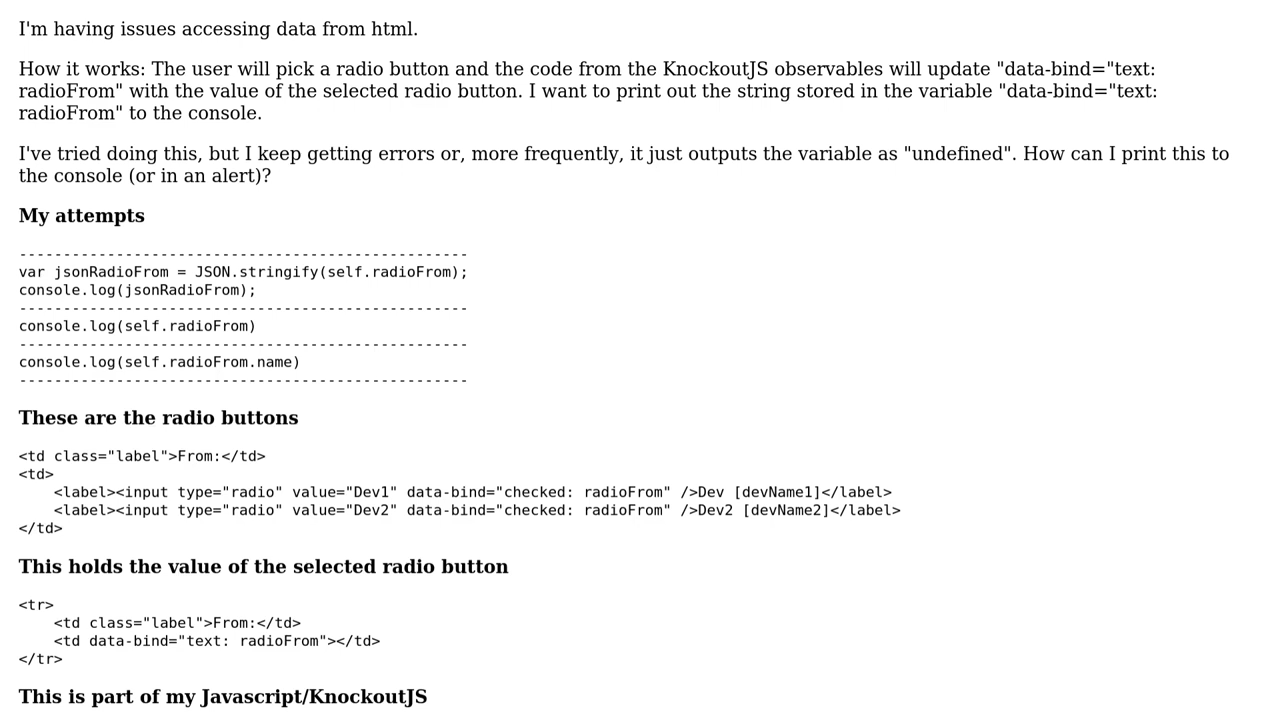 I'm having issues accessing data from html.
How it works: The user will pick a radio button and the code from the KnockoutJS observables will update "data-bind="text:
radioFrom" with the value of the selected radio button. I want to print out the string stored in the variable "data-bind="text:
radioFrom" to the console.
I've tried doing this, but I keep getting errors or, more frequently, it just outputs the variable as "undefined". How can I print this to
the console (or in an alert)?
My attempts
---------------------------------------------------
var jsonRadioFrom = JSON.stringify(self.radioFrom);
console.log(jsonRadioFrom);
---------------------------------------------------
console.log(self.radioFrom)
---------------------------------------------------
console.log(self.radioFrom.name)
---------------------------------------------------
These are the radio buttons
<td class="label">From:</td>
<td>
    <label><input type="radio" value="Dev1" data-bind="checked: radioFrom" />Dev [devName1]</label>
    <label><input type="radio" value="Dev2" data-bind="checked: radioFrom" />Dev2 [devName2]</label>
</td>
This holds the value of the selected radio button
<tr>
    <td class="label">From:</td>
    <td data-bind="text: radioFrom"></td>
</tr>
This is part of my Javascript/KnockoutJS